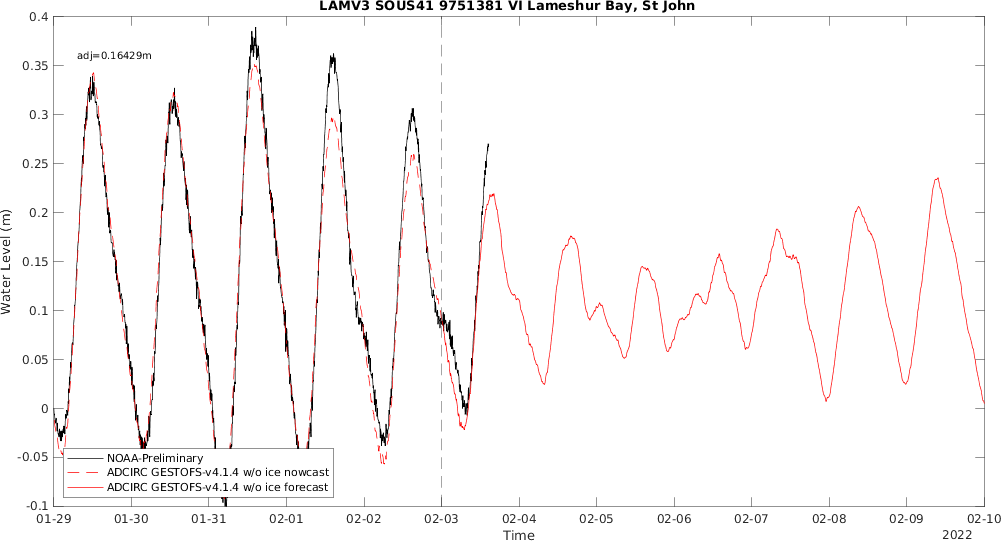 LAMV3 SOUS41 9751381 VI Lameshur Bay, St John
0.4
adj=0.16429m
0.35
0.3
0.25
0.2
0.15
0.1
0.05
0
-0.05
-0.1
Water Level (m)
NOAA-Preliminary
ADCIRC GESTOFS-v4.1.4 w/o ice nowcast
ADCIRC GESTOFS-v4.1.4 w/o ice forecast
01-29 01-30 01-31 02-01 02-02 02-03 02-04 02-05 02-06 02-07 02-08 02-09 02-10
Time
2022